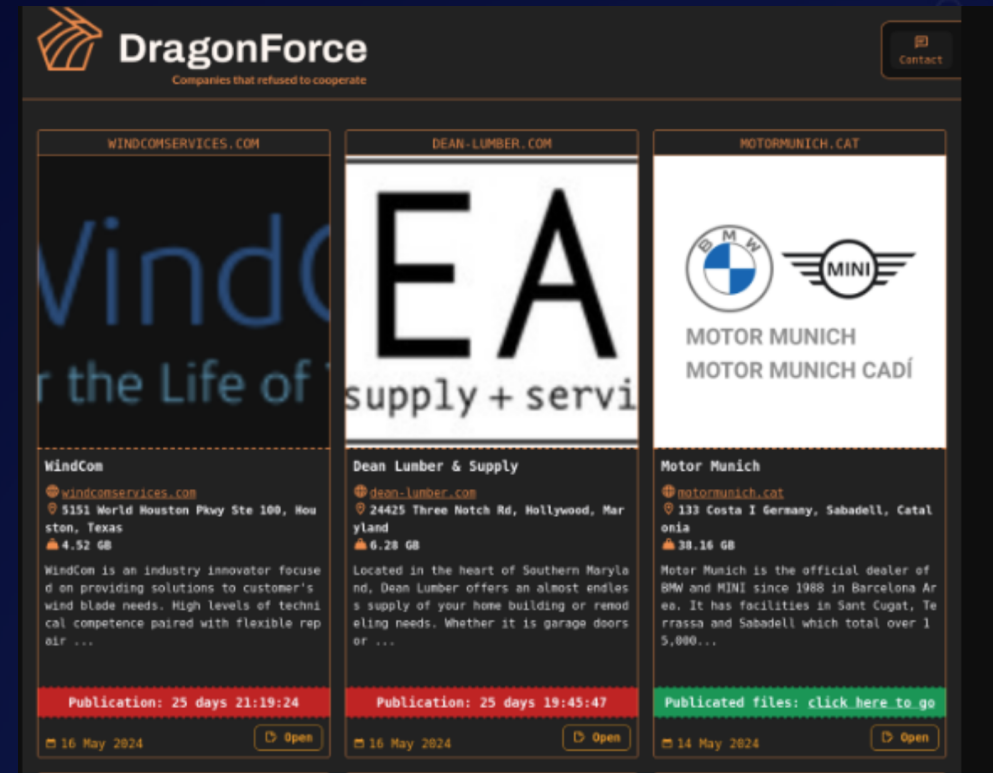 DragonForce
Companies that refused to cooperate
Contact
WINDCOMSERVICES.COM
WindC
r the Life of
WindCom
windcomservices.com
5151 World Houston Pkwy Ste 100, Hou
ston, Texas
4.52 GB
WindCom is an industry innovator focuse
d on providing solutions to customer's
wind blade needs. High levels of techni
cal competence paired with flexible rep
air ...
Publication: 25 days 21:19:24
16 May 2024
Open
DEAN-LUMBER.COM
EA
supply + servi
Dean Lumber & Supply
dean-lumber.com
24425 Three Notch Rd, Hollywood, Mar
yland
6.28 GB
Located in the heart of Southern Maryla
nd, Dean Lumber offers an almost endles
s supply of your home building or remod
eling needs. Whether it is garage doors
or ...
Publication: 25 days 19:45:47
16 May 2024
Open
MOTORMUNICH.CAT
BMW
MINI
MOTOR MUNICH
MOTOR MUNICH CADÍ
Motor Munich
motormunich.cat
133 Costa I Germany, Sabadell, Catal
onia
38.16 GB
Motor Munich is the official dealer of
BMW and MINI since 1988 in Barcelona Ar
ea. It has facilities in Sant Cugat, Te
rrassa and Sabadell which total over 1
5,000...
Publicated files: click here to go
14 May 2024
Open